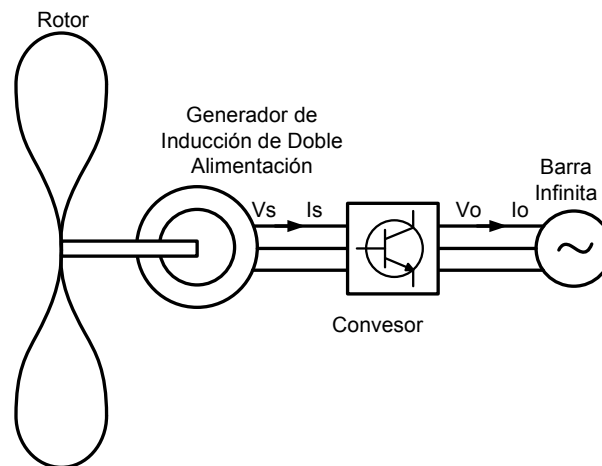 Rotor
Generador de
Inducción de Doble
Alimentación
Barra
Infinita
Vs Is
Vo Io
Convesor